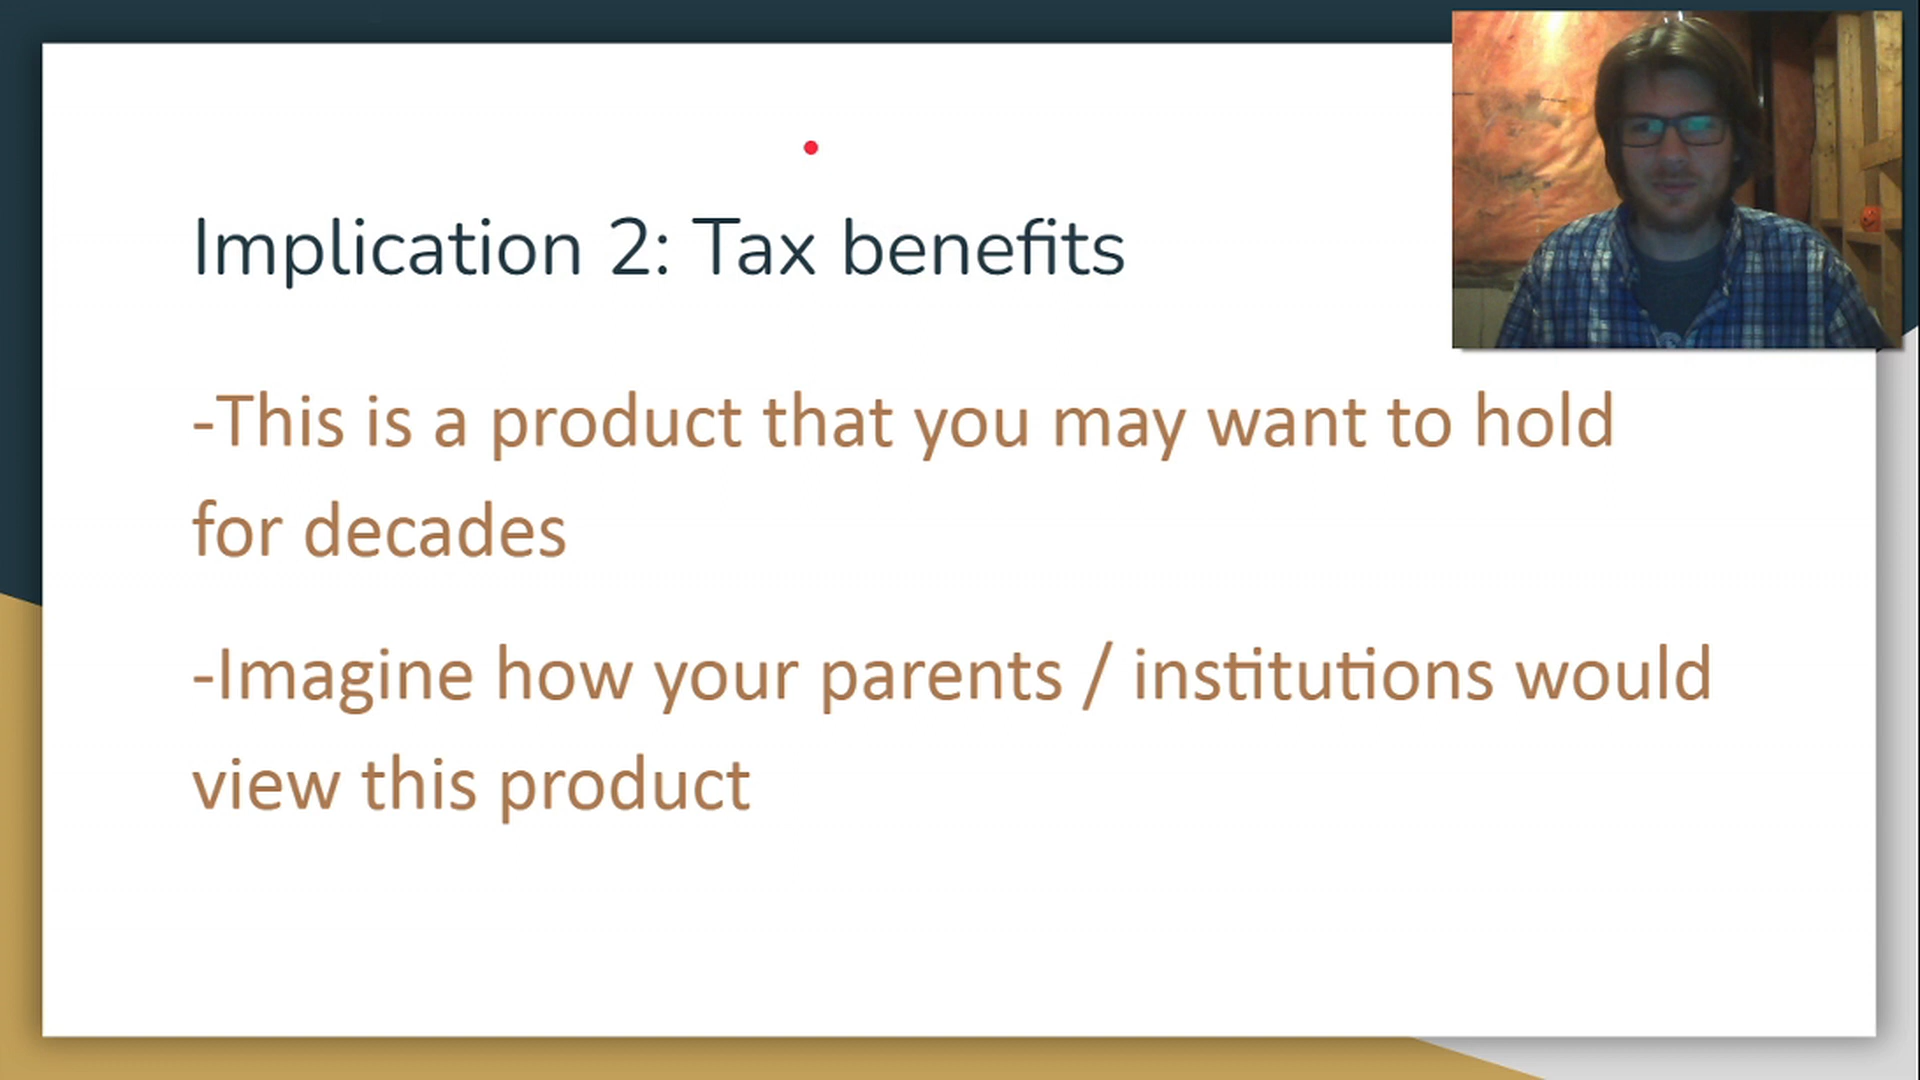 Implication 2: Tax benefits
-This is a product that you may want to hold
for decades
-Imagine how your parents / institutions would
view this product